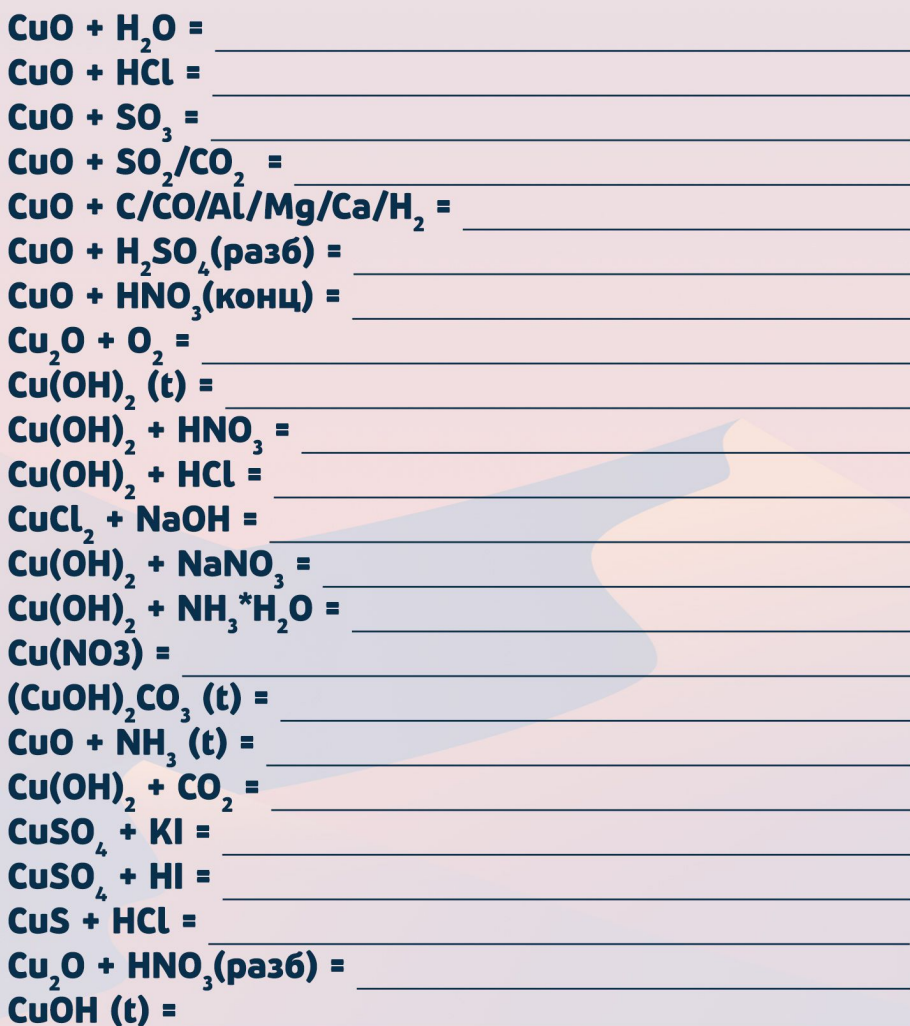 CuO + H₂O =
CuO + HCl =
CuO + SO₃ =
CuO + SO₂/CO₂ =
CuO + C/CO/Al/Mg/Ca/H₂ =
CuO + H₂SO₄(разб) =
CuO + HNO₃(конц) =
Cu₂O + O₂ =
Cu(OH)₂ (t) =
Cu(OH)₂ + HNO₃ =
Cu(OH)₂ + HCl =
CuCl₂ + NaOH =
Cu(OH)₂ + NaNO₃ =
Cu(OH)₂ + NH₃*H₂O =
Cu(NO3) =
(CuOH)₂CO₃ (t) =
CuO + NH₃ (t) =
Cu(OH)₂ + CO₂ =
CuSO₄ + KI =
CuSO₄ + HI =
CuS + HCl =
Cu₂O + HNO₃(разб) =
CuOH (t) =